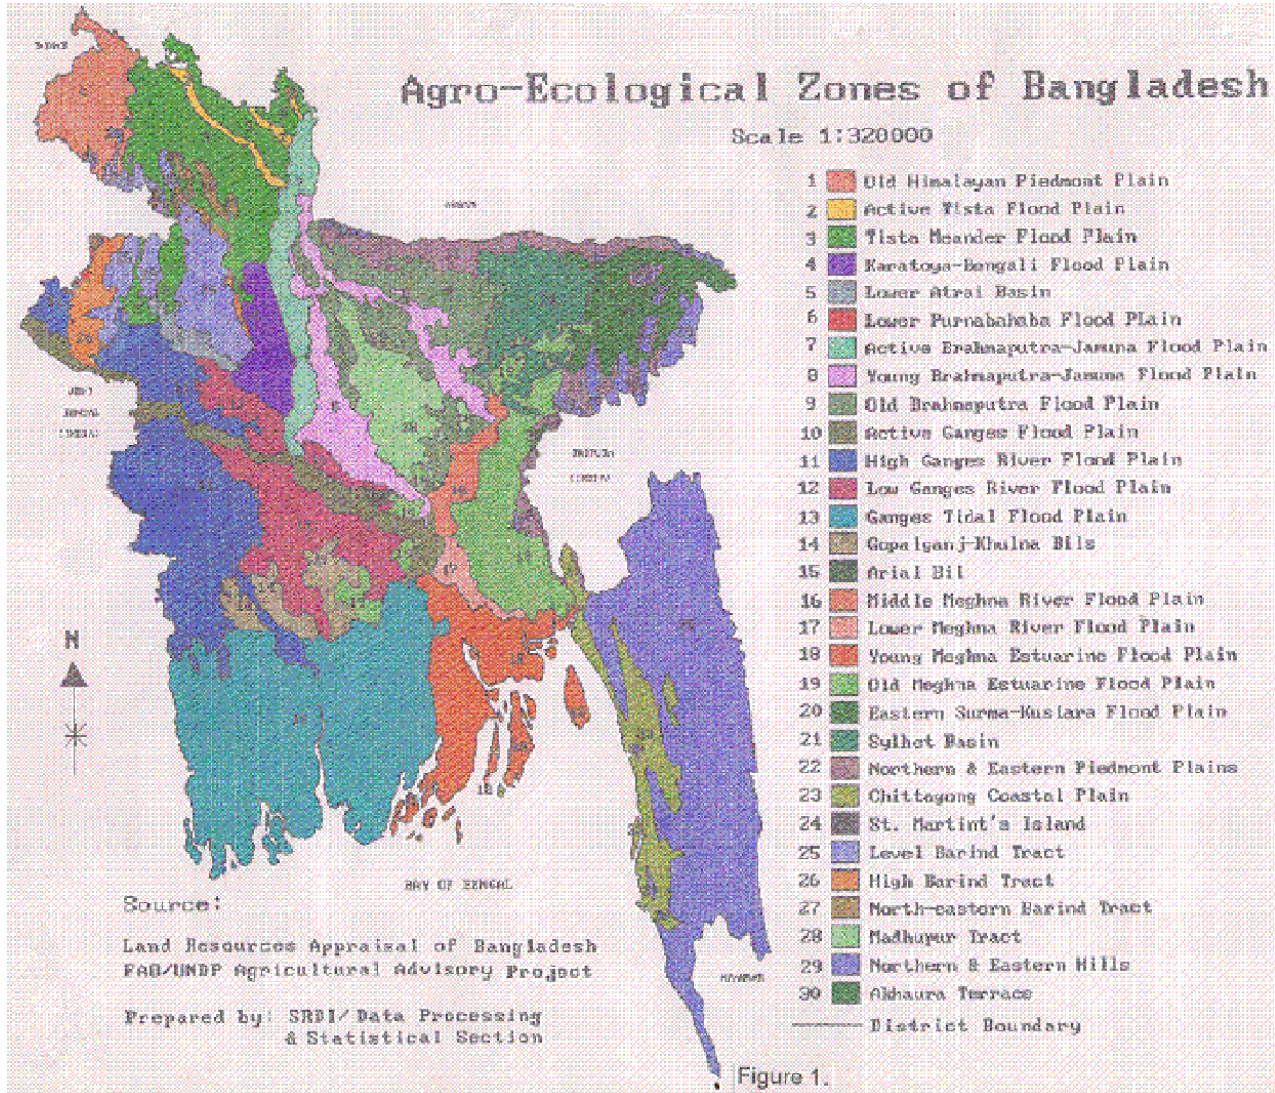 Agro-Ecological Zones of Bangladesh
Scale 1:320000
1 Old Himalayan Piedmont Plain
2 Active Tista Flood Plain
3 Tista Meander Flood Plain
4 Karatoya-Bengali Flood Plain
5 Lower Atrai Basin
6 Lower Purnabahaba Flood Plain
7 Active Brahmaputra-Jamuna Flood Plain
8 Young Brahmaputra-Jamuna Flood Plain
9 Old Brahmaputra Flood Plain
10 Active Ganges Flood Plain
11 High Ganges River Flood Plain
12 Low Ganges River Flood Plain
13 Ganges Tidal Flood Plain
14 Gopalganj-Khulna Bils
15 Arial Bil
16 Middle Meghna River Flood Plain
17 Lower Meghna River Flood Plain
18 Young Meghna Estuarine Flood Plain
19 Old Meghna Estuarine Flood Plain
20 Eastern Surma-Kusiara Flood Plain
21 Sylhet Basin
22 Northern & Eastern Piedmont Plains
23 Chittagong Coastal Plain
24 St. Martint's Island
25 Level Barind Tract
26 High Barind Tract
27 North-eastern Barind Tract
28 Madhupur Tract
29 Northern & Eastern Hills
30 Akhaura Terrace
District Boundary
N
BAY OF BENGAL
MYANMAR
Source:
Land Resources Appraisal of Bangladesh
FAO/UNDP Agricultural Advisory Project
Prepared by: SRDI/Data Processing
& Statistical Section
Figure 1.